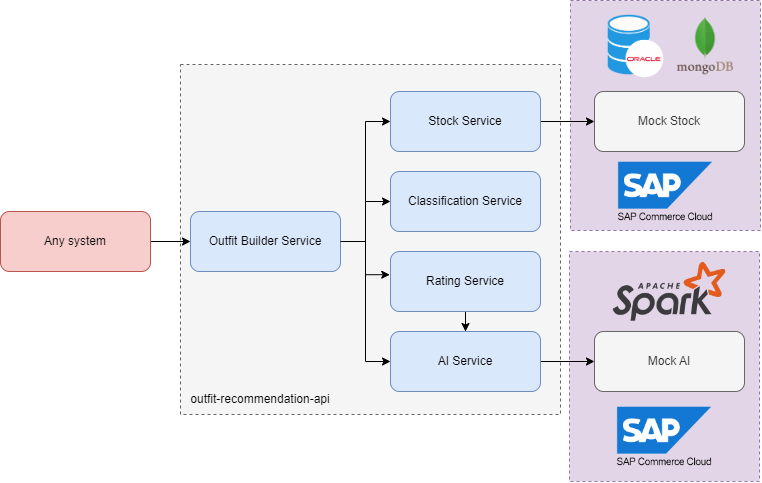 ORACLE
mongoDB
Stock Service
Mock Stock
Classification Service
SAP
SAP Commerce Cloud
Any system
Outfit Builder Service
Rating Service
APACHE
Spark
AI Service
Mock AI
outfit-recommendation-api
SAP
SAP Commerce Cloud